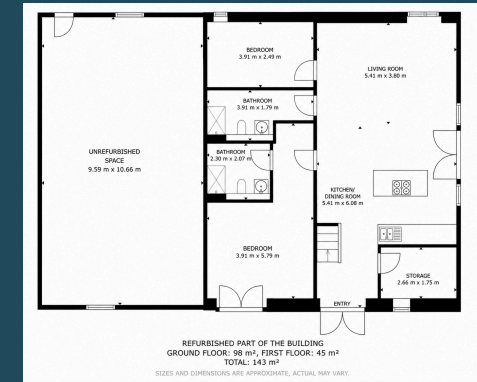 BEDROOM
3.91 m x 2.49 m
LIVING ROOM
5.41 m x 3.80 m
BATHROOM
3.91 m x 1.79 m
UNREFURBISHED
SPACE
9.59 m x 10.66 m
BATHROOM
2.30 m x 2.07 m
KITCHEN/
DINING ROOM
5.41 m x 6.08 m
BEDROOM
3.91 m x 5.79 m
STORAGE
2.66 m x 1.75 m
ENTRY
REFURBISHED PART OF THE BUILDING
GROUND FLOOR: 98 m², FIRST FLOOR: 45 m²
TOTAL: 143 m²
SIZES AND DIMENSIONS ARE APPROXIMATE, ACTUAL MAY VARY.